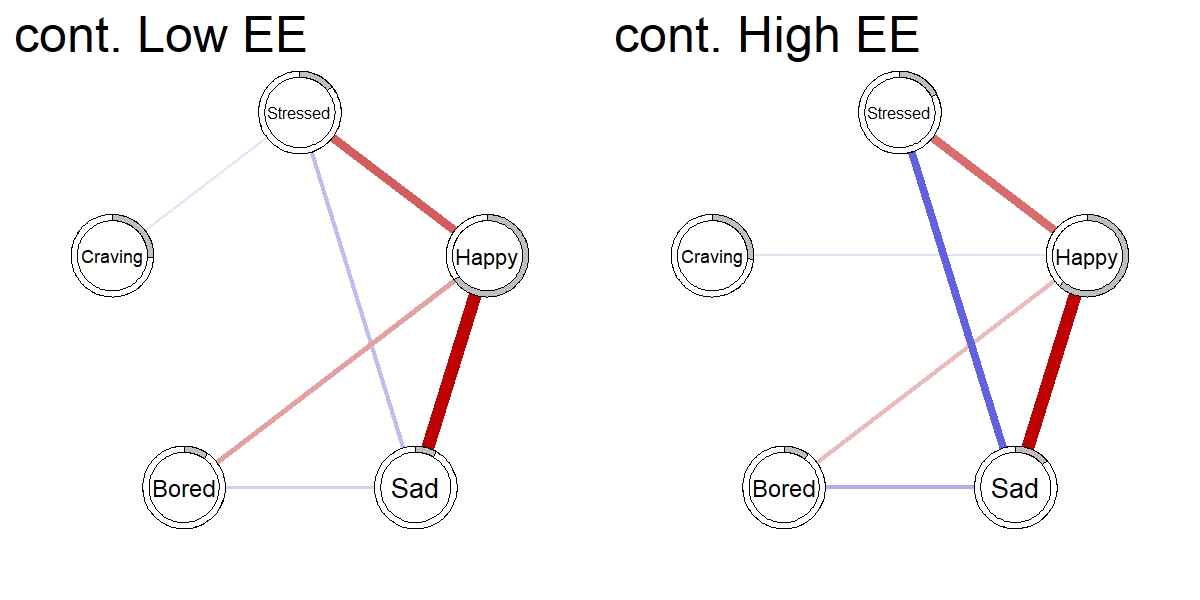 cont. Low EE
Stressed
Craving
Happy
Bored
Sad
cont. High EE
Stressed
Craving
Happy
Bored
Sad